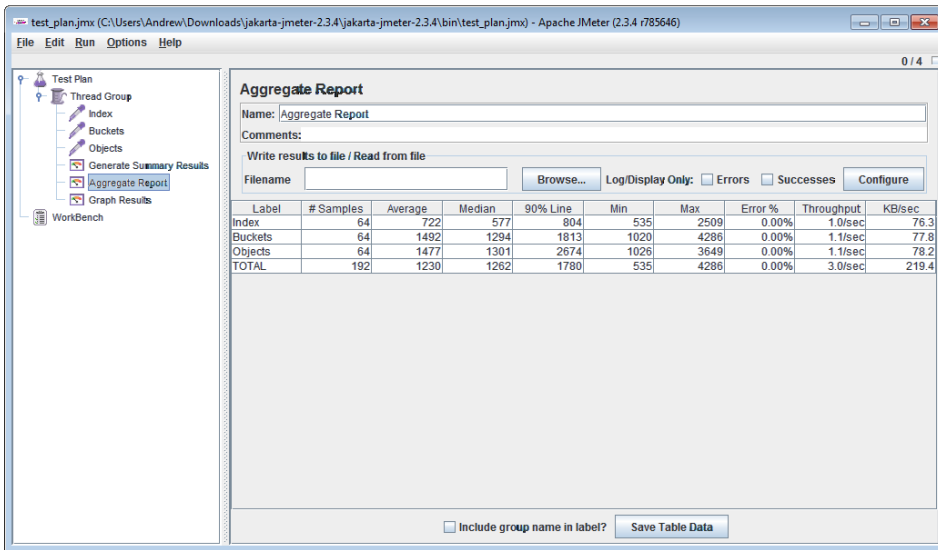 test_plan.jmx (C:\Users\Andrew\Downloads\jakarta-jmeter-2.3.4\jakarta-jmeter-2.3.4\bin\test_plan.jmx) - Apache JMeter (2.3.4 r785646)
File Edit Run Options Help
0 / 4
Test Plan
Thread Group
Index
Buckets
Objects
Generate Summary Results
Aggregate Report
Graph Results
WorkBench
Aggregate Report
Name: Aggregate Report
Comments:
Write results to file / Read from file
Filename Browse... Log/Display Only: Errors Successes Configure
Label # Samples Average Median 90% Line Min Max Error % Throughput KB/sec
Index 64 722 577 804 535 2509 0.00% 1.0/sec 76.3
Buckets 64 1492 1294 1813 1020 4286 0.00% 1.1/sec 77.8
Objects 64 1477 1301 2674 1026 3649 0.00% 1.1/sec 78.2
TOTAL 192 1230 1262 1780 535 4286 0.00% 3.0/sec 219.4
Include group name in label? Save Table Data